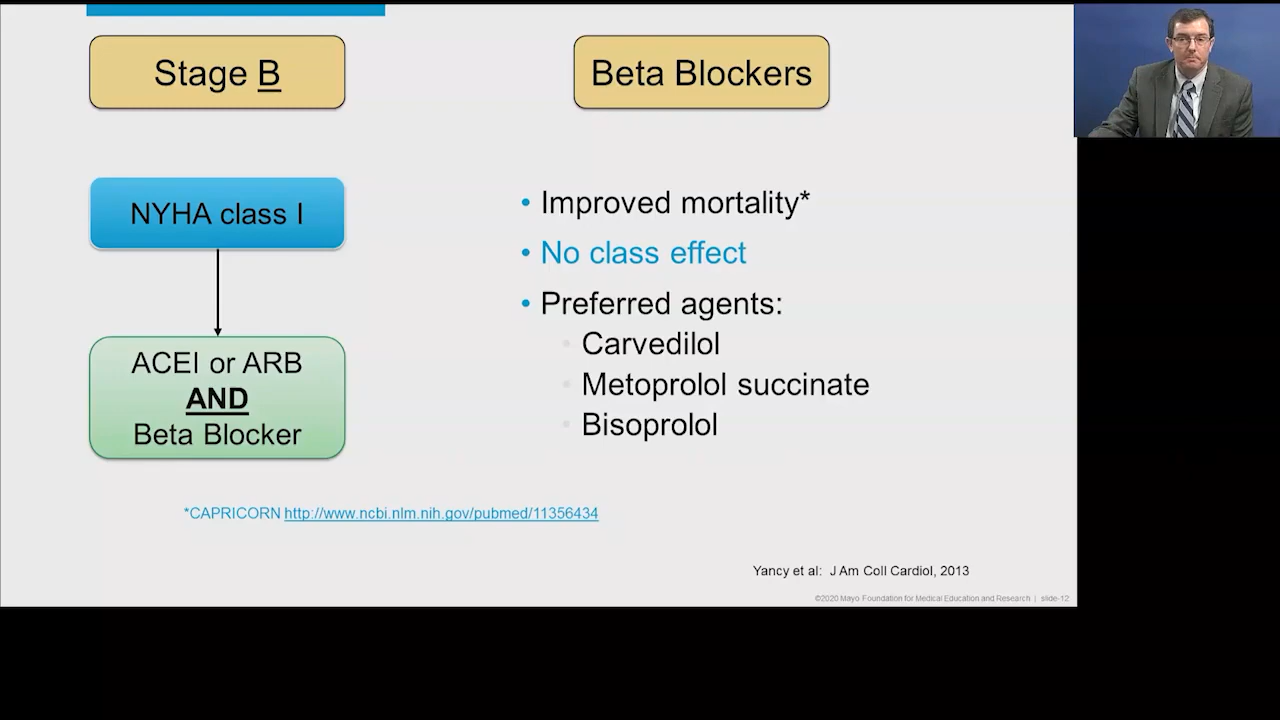 Stage B
Beta Blockers
NYHA class I
ACEI or ARB
AND
Beta Blocker
• Improved mortality*
• No class effect
• Preferred agents:
Carvedilol
Metoprolol succinate
Bisoprolol
*CAPRICORN http://www.ncbi.nlm.nih.gov/pubmed/11356434
Yancy et al: J Am Coll Cardiol, 2013
©2020 Mayo Foundation for Medical Education and Research | slide-12